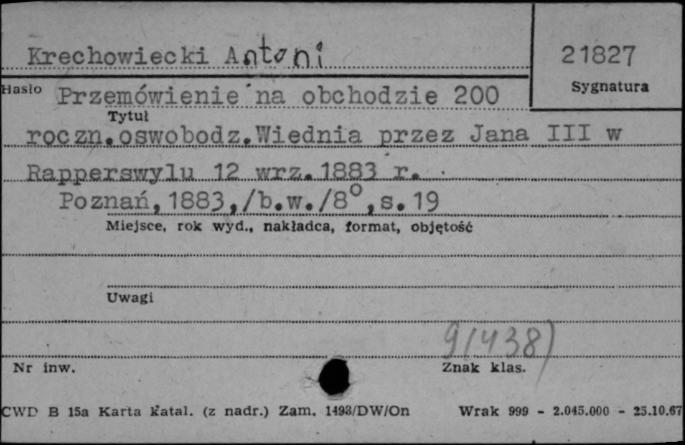 Krechowiecki Antoni
21827
Hasło
Sygnatura
Przemówienie na obchodzie 200
Tytuł
roczn.oswobodz.Wiednia przez Jana III w
Rapperswylu 12 wrz.1883 r.
Poznań,1883,/b.w./8°,s.19
Miejsce, rok wyd., nakładca, format, objętość
Uwagi
9/438)
Nr inw.
Znak klas.
CWD B 15a Karta katal. (z nadr.) Zam. 1493/DW/On
Wrak 999 - 2.045.000 - 25.10.67